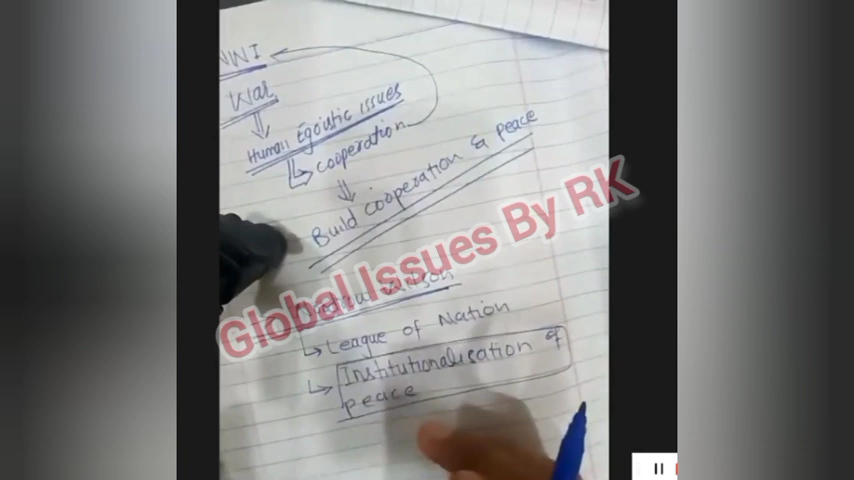 WWI
War
Human Egoistic issues
cooperation
Build cooperation & peace
Wilson
League of Nation
Institutionalisation of
peace
Global Issues By RK